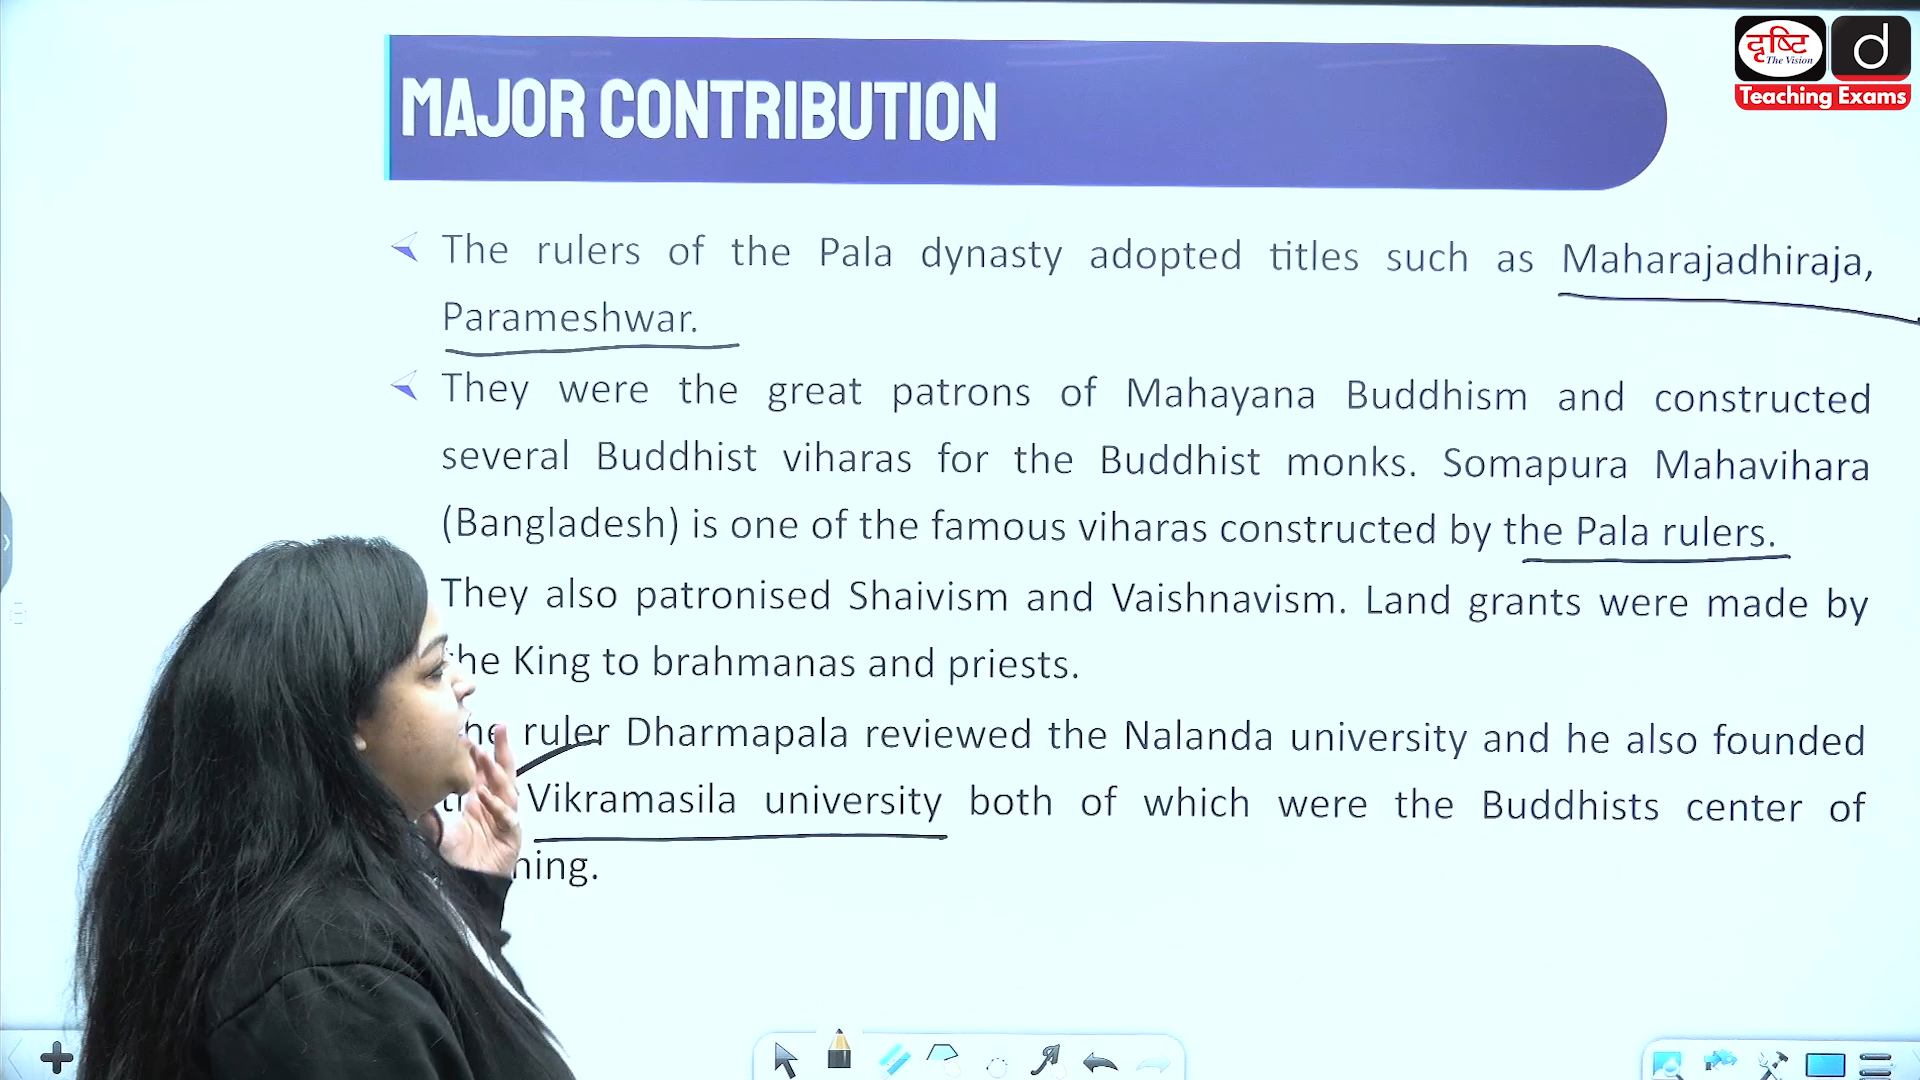 दृष्टि
The Vision
d
Teaching Exams
MAJOR CONTRIBUTION
The rulers of the Pala dynasty adopted titles such as Maharajadhiraja,
Parameshwar.
They were the great patrons of Mahayana Buddhism and constructed
several Buddhist viharas for the Buddhist monks. Somapura Mahavihara
(Bangladesh) is one of the famous viharas constructed by the Pala rulers.
They also patronised Shaivism and Vaishnavism. Land grants were made by
the King to brahmanas and priests.
ruler Dharmapala reviewed the Nalanda university and he also founded
Vikramasila university both of which were the Buddhists center of